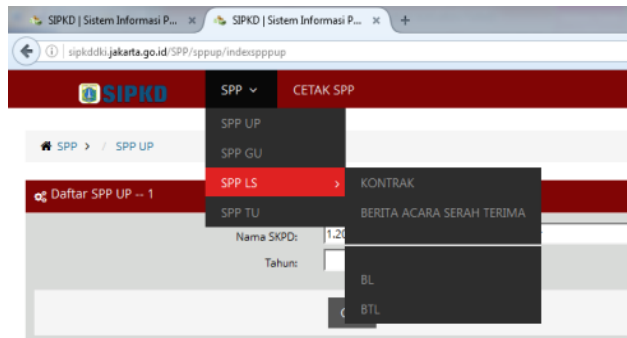 SIPKD | Sistem Informasi P... ×
SIPKD | Sistem Informasi P... × +
sipkddki.jakarta.go.id/SPP/sppup/indexspppup
SIPKD
SPP
CETAK SPP
SPP UP
SPP > / SPP UP
SPP GU
SPP LS > KONTRAK
Daftar SPP UP -- 1
SPP TU
BERITA ACARA SERAH TERIMA
Nama SKPD: 1.20
Tahun:
BL
BTL